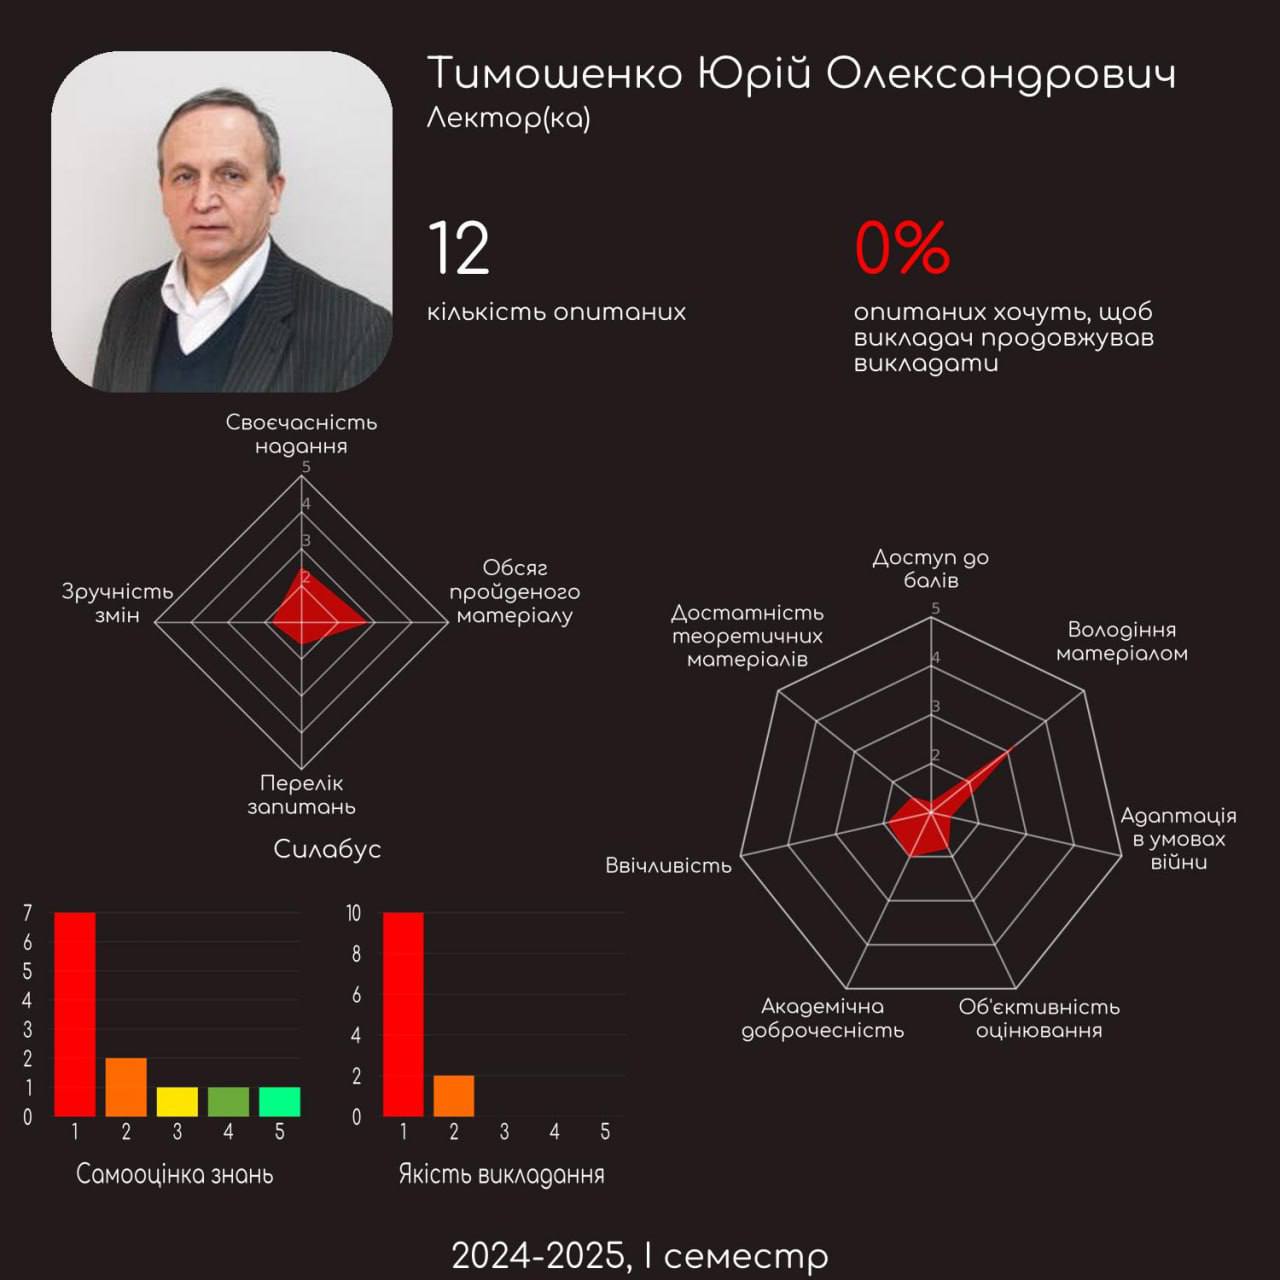 Тимошенко Юрій Олександрович
Лектор(ка)
12
кількість опитаних
0%
опитаних хочуть, щоб
викладач продовжував
викладати
Своєчасність
надання
5
4
3
2
Зручність
змін
Обсяг
пройденого
матеріалу
Перелік
запитань
Силабус
Доступ до
балів
5
4
3
2
Достатність
теоретичних
матеріалів
Володіння
матеріалом
Адаптація
в умовах
війни
Ввічливість
Академічна
доброчесність
Об'єктивність
оцінювання
7
6
5
4
3
2
1
0
1 2 3 4 5
Самооцінка знань
10
8
6
4
2
0
1 2 3 4 5
Якість викладання
2024-2025, І семестр